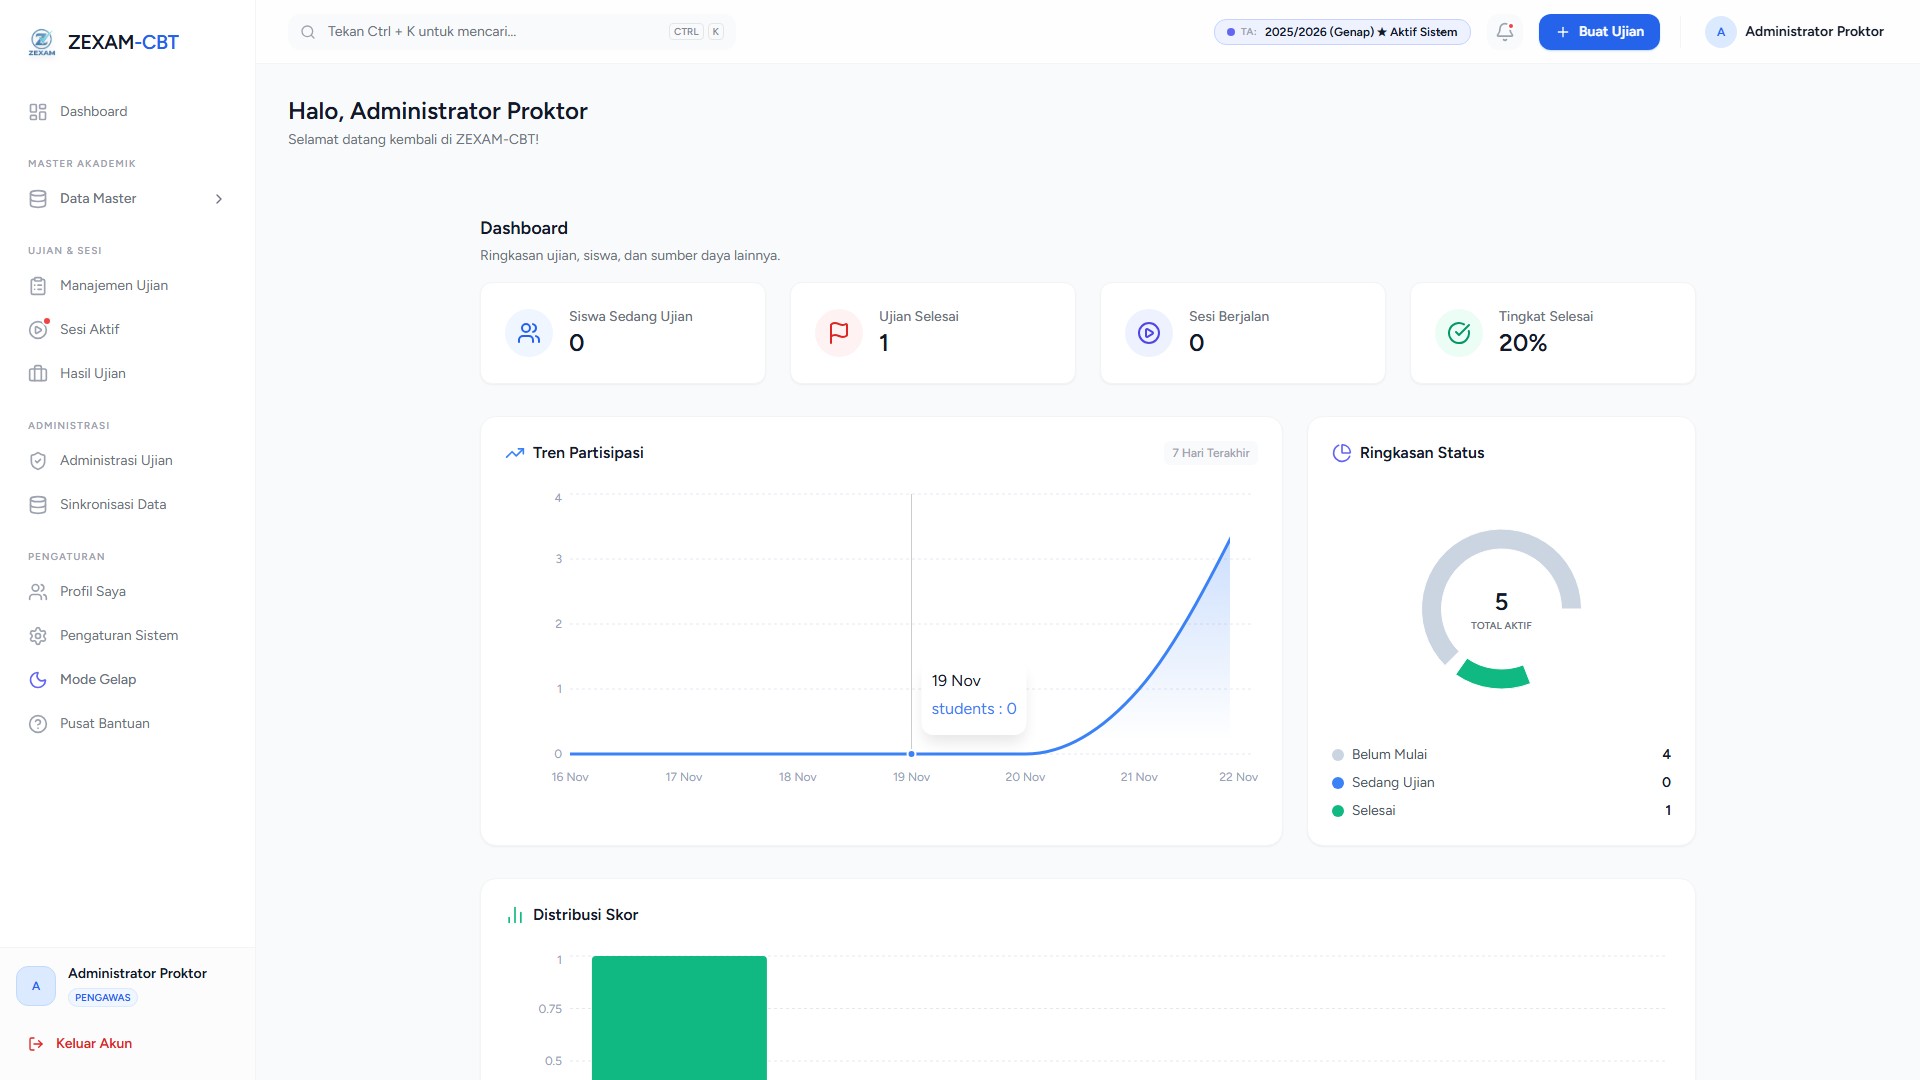 ZEXAM
ZEXAM-CBT
Tekan Ctrl + K untuk mencari...
CTRL K
TA: 2025/2026 (Genap) ★ Aktif Sistem
+ Buat Ujian
A
Administrator Proktor
Dashboard
MASTER AKADEMIK
Data Master
UJIAN & SESI
Manajemen Ujian
Sesi Aktif
Hasil Ujian
ADMINISTRASI
Administrasi Ujian
Sinkronisasi Data
PENGATURAN
Profil Saya
Pengaturan Sistem
Mode Gelap
Pusat Bantuan
A
Administrator Proktor
PENGAWAS
Keluar Akun
Halo, Administrator Proktor
Selamat datang kembali di ZEXAM-CBT!
Dashboard
Ringkasan ujian, siswa, dan sumber daya lainnya.
Siswa Sedang Ujian
0
Ujian Selesai
1
Sesi Berjalan
0
Tingkat Selesai
20%
Tren Partisipasi
7 Hari Terakhir
4
3
2
1
0
19 Nov
students : 0
16 Nov 17 Nov 18 Nov 19 Nov 20 Nov 21 Nov 22 Nov
Ringkasan Status
5
TOTAL AKTIF
Belum Mulai 4
Sedang Ujian 0
Selesai 1
Distribusi Skor
1
0.75
0.5